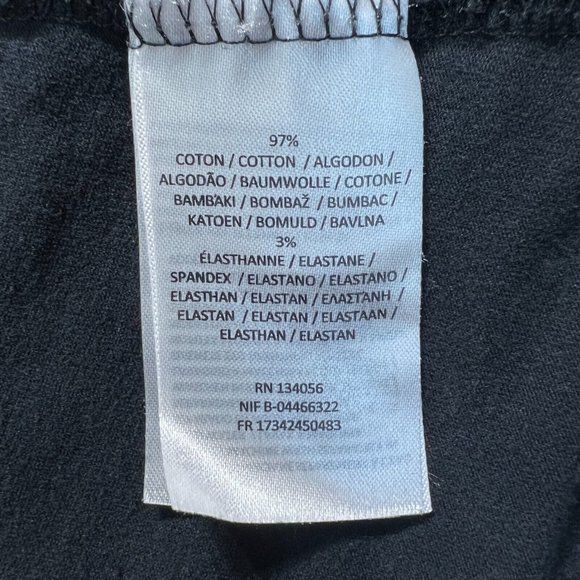 97%
COTON / COTTON / ALGODON /
ALGODÃO / BAUMWOLLE / COTONE /
BAMBAKI / BOMBAŽ / BUMBAC /
KATOEN / BOMULD / BAVLNA
3%
ÉLASTHANNE / ELASTANE /
SPANDEX / ELASTANO / ELASTANO /
ELASTHAN / ELASTAN / ΕΛΑΣΤΑΝΗ /
ELASTAN / ELASTAN / ELASTAAN /
ELASTHAN / ELASTAN
RN 134056
NIF B-04466322
FR 17342450483